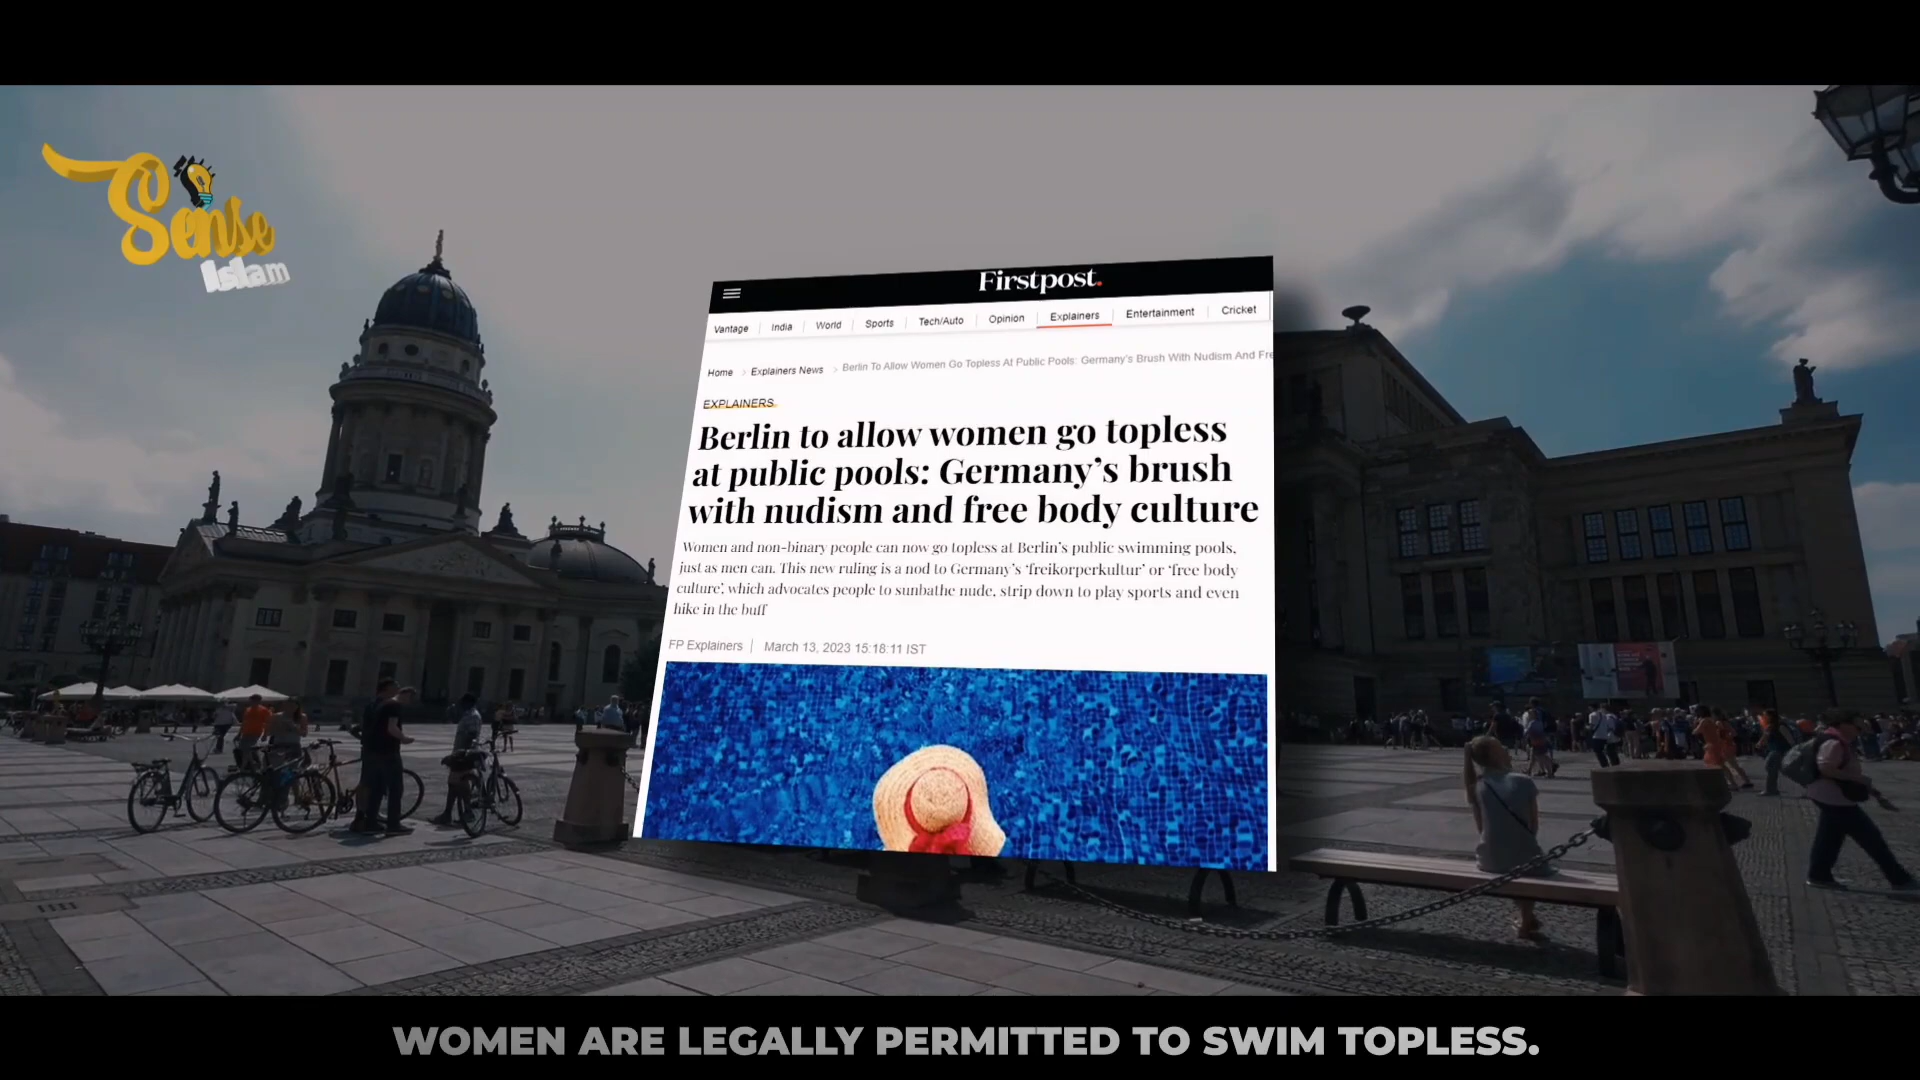 Sense
Islam
Firstpost.
Vantage India World Sports Tech/Auto Opinion Explainers Entertainment Cricket
Home > Explainers News > Berlin To Allow Women Go Topless At Public Pools: Germany's Brush With Nudism And Fre
EXPLAINERS
Berlin to allow women go topless
at public pools: Germany's brush
with nudism and free body culture
Women and non-binary people can now go topless at Berlin's public swimming pools,
just as men can. This new ruling is a nod to Germany's 'freikorperkultur' or 'free body
culture', which advocates people to sunbathe nude, strip down to play sports and even
hike in the buff
FP Explainers | March 13, 2023 15:18:11 IST
WOMEN ARE LEGALLY PERMITTED TO SWIM TOPLESS.